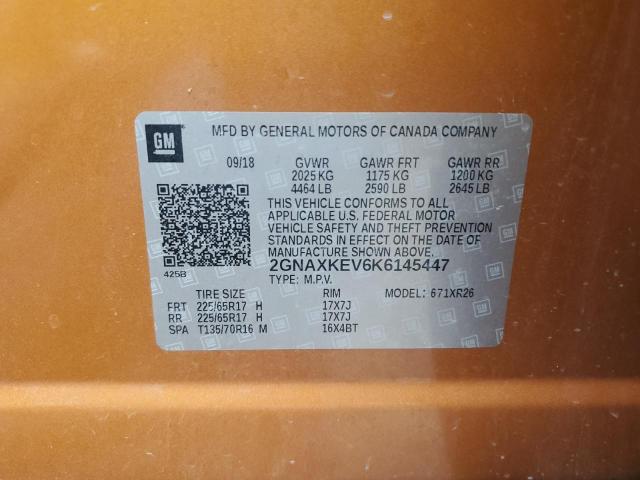 GM
MFD BY GENERAL MOTORS OF CANADA COMPANY
09/18 GVWR GAWR FRT GAWR RR
2025 KG 1175 KG 1200 KG
4464 LB 2590 LB 2645 LB
THIS VEHICLE CONFORMS TO ALL
APPLICABLE U.S. FEDERAL MOTOR
VEHICLE SAFETY AND THEFT PREVENTION
STANDARDS IN EFFECT ON THE DATE OF
MANUFACTURE SHOWN ABOVE.
425B
2GNAXKEV6K6145447
TYPE: M.P.V.
TIRE SIZE RIM MODEL: 671XR26
FRT 225/65R17 H 17X7J
RR 225/65R17 H 17X7J
SPA T135/70R16 M 16X4BT